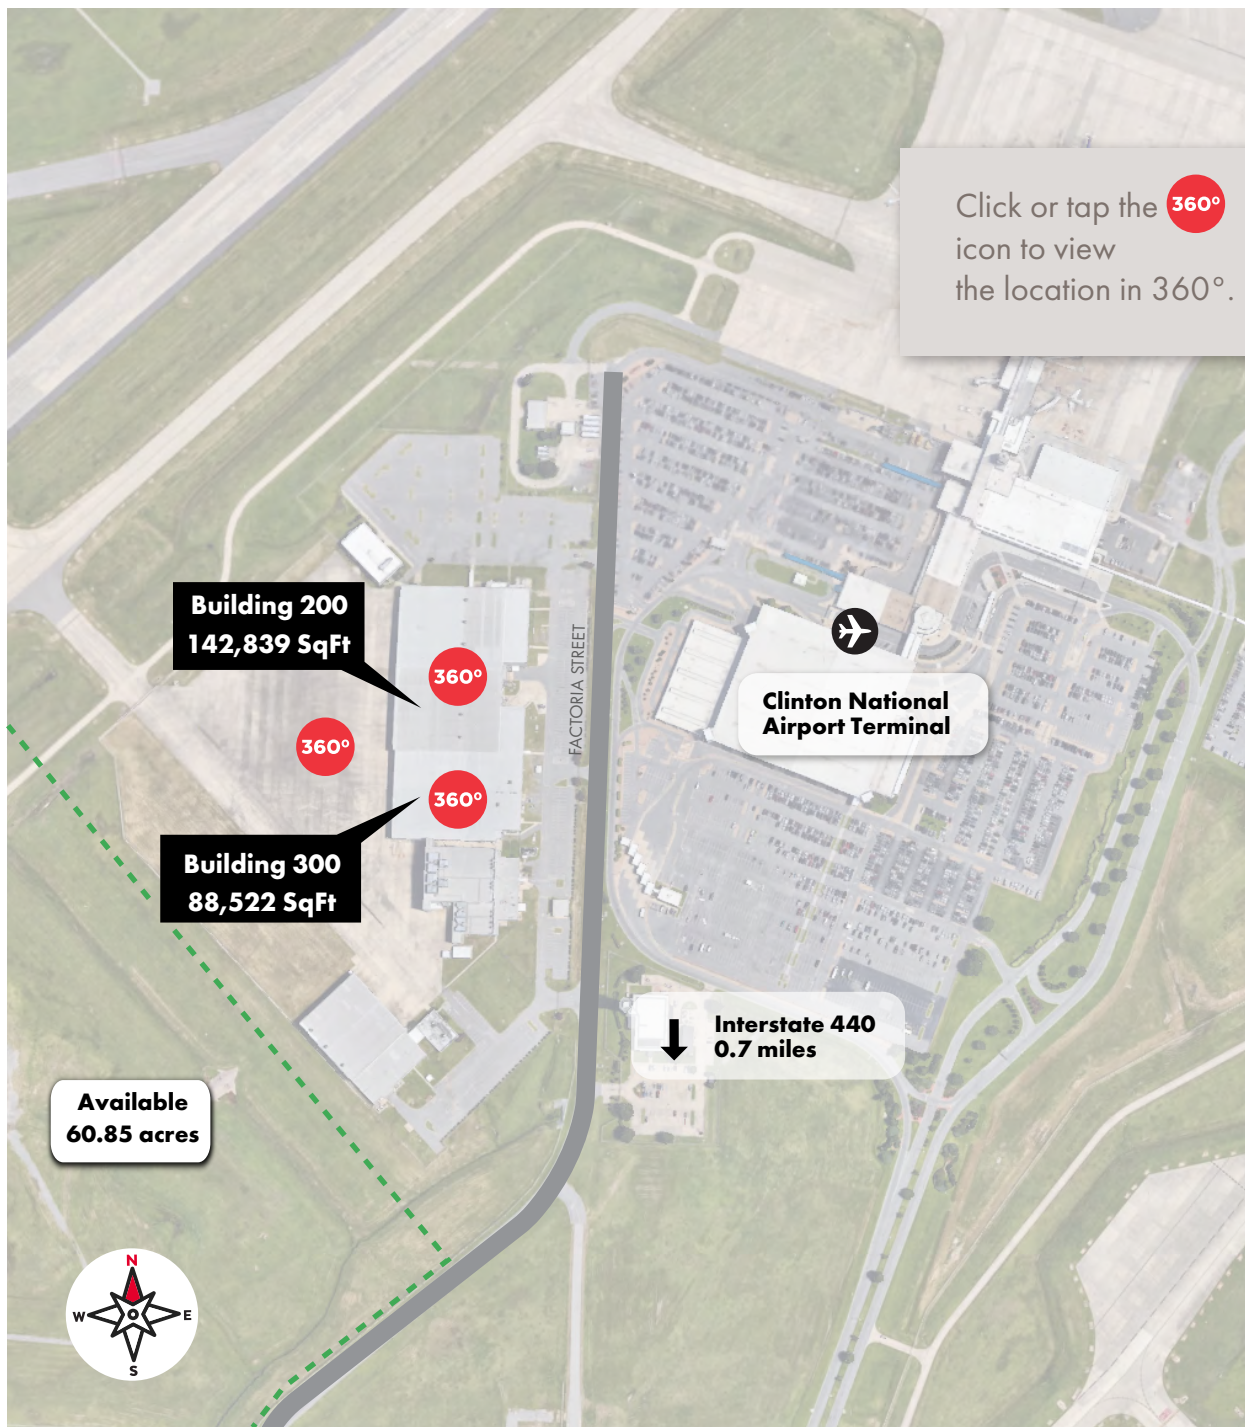 Click or tap the 360°
icon to view
the location in 360°.
Building 200
142,839 SqFt
360°
360°
FACTORIA STREET
Clinton National
Airport Terminal
360°
Building 300
88,522 SqFt
Interstate 440
0.7 miles
Available
60.85 acres
N
W
E
S